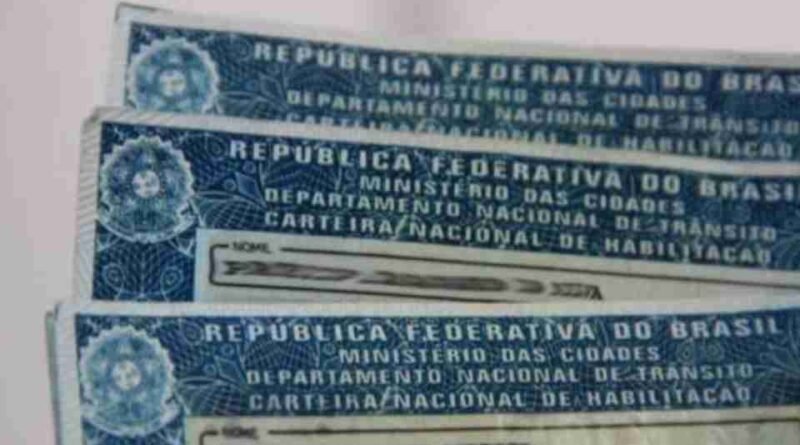 REPÚBLICA FEDERATIVA DO BRAS
MINISTÉRIO DAS CIDADES
DEPARTAMENTO NACIONAL DE TRÂNSITO
CARTEIRA NACIONAL DE HABILITAÇÃO
REPÚBLICA FEDERATIVA DO BRASIL
MINISTÉRIO DAS CIDADES
DEPARTAMENTO NACIONAL DE TRÂNSITO
CARTEIRA NACIONAL DE HABILITAÇÃO
NOME
REPÚBLICA FEDERATIVA DO BRASIL
MINISTÉRIO DAS CIDADES
DEPARTAMENTO NACIONAL DE TRÂNSITO
CARTEIRA NACIONAL DE HABILITAÇÃO
NOME